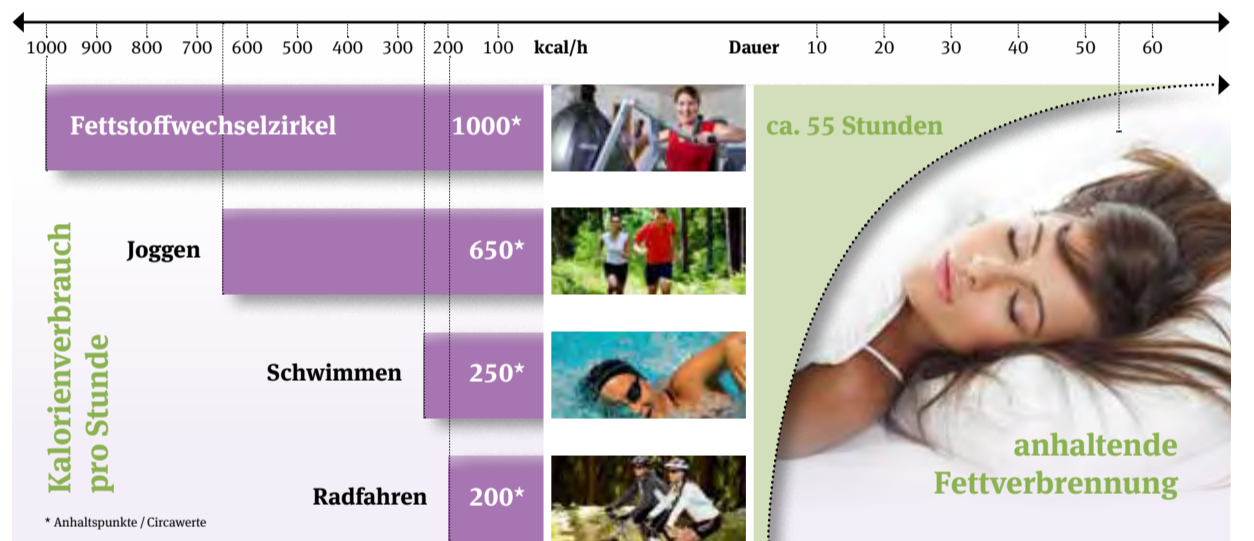 1000 900 800 700 600 500 400 300 200 100 kcal/h Dauer 10 20 30 40 50 60
Fettstoffwechselzirkel 1000*
ca. 55 Stunden
Joggen 650*
Schwimmen 250*
Radfahren 200*
Kalorienverbrauch
pro Stunde
* Anhaltspunkte / Circawerte
anhaltende
Fettverbrennung